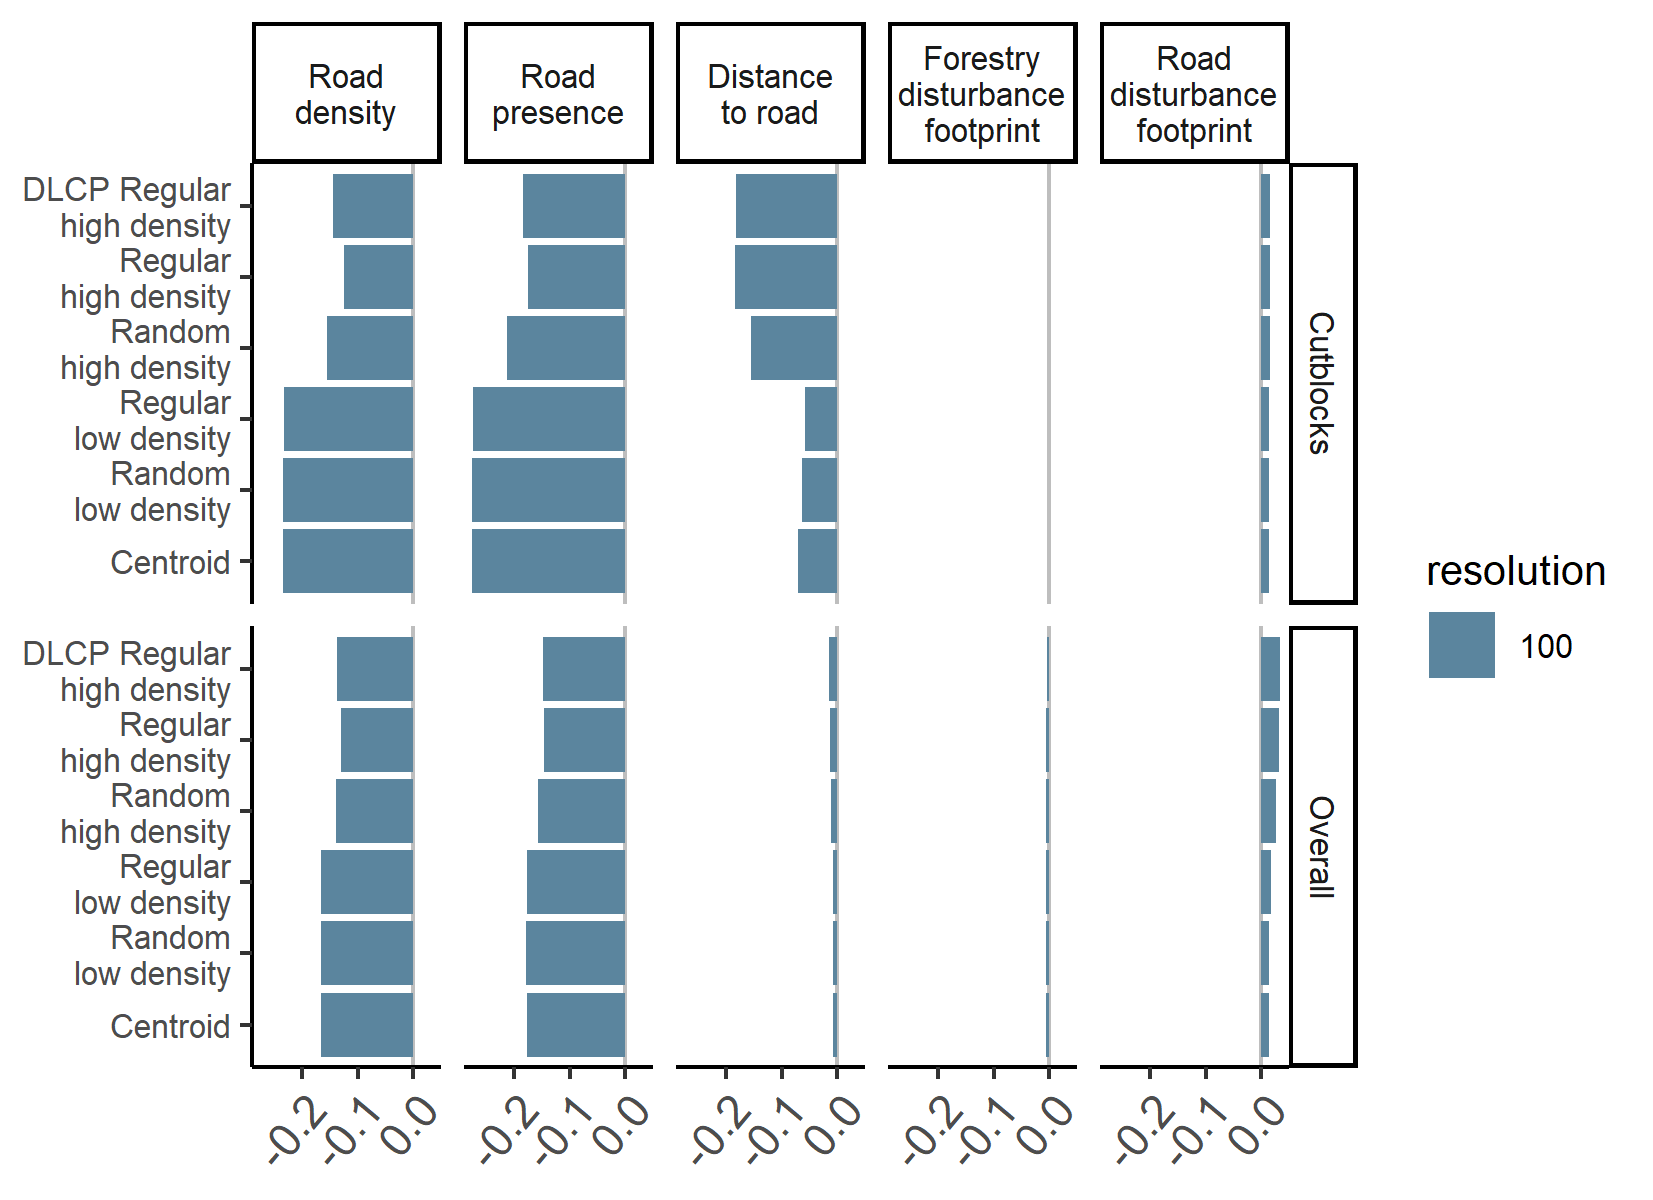 Road
density
Road
presence
Distance
to road
Forestry
disturbance
footprint
Road
disturbance
footprint
DLCP Regular
high density
Regular
high density
Random
high density
Regular
low density
Random
low density
Centroid
Cutblocks
DLCP Regular
high density
Regular
high density
Random
high density
Regular
low density
Random
low density
Centroid
Overall
-0.2
-0.1
0.0
-0.2
-0.1
0.0
-0.2
-0.1
0.0
-0.2
-0.1
0.0
-0.2
-0.1
0.0
resolution
100